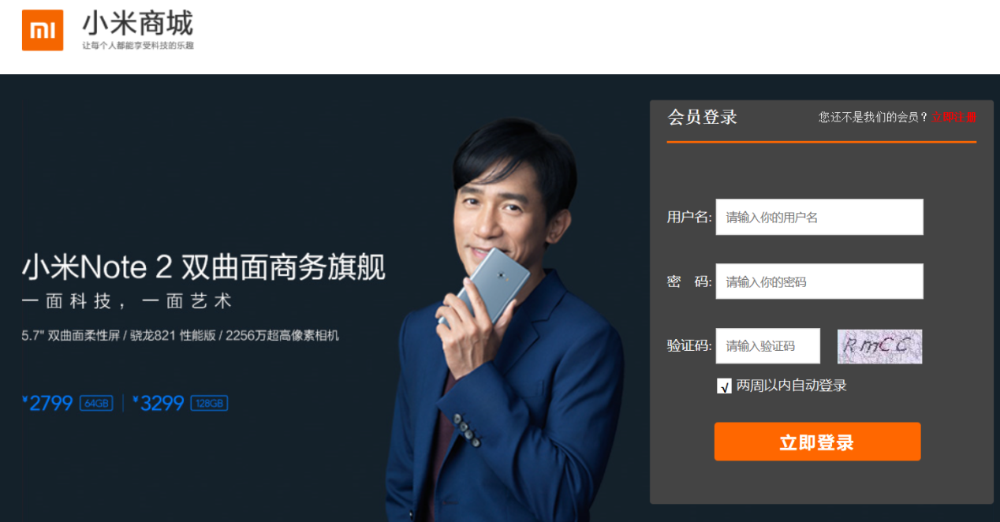 mi
小米商城
让每个人都能享受科技的乐趣
会员登录
您还不是我们的会员？立即注册
小米Note 2 双曲面商务旗舰
一面科技，一面艺术
5.7" 双曲面柔性屏 / 骁龙821 性能版 / 2256万超高像素相机
¥2799 64GB | ¥3299 128GB
用户名: 请输入你的用户名
密 码: 请输入你的密码
验证码: 请输入验证码 RmCC
√ 两周以内自动登录
立即登录